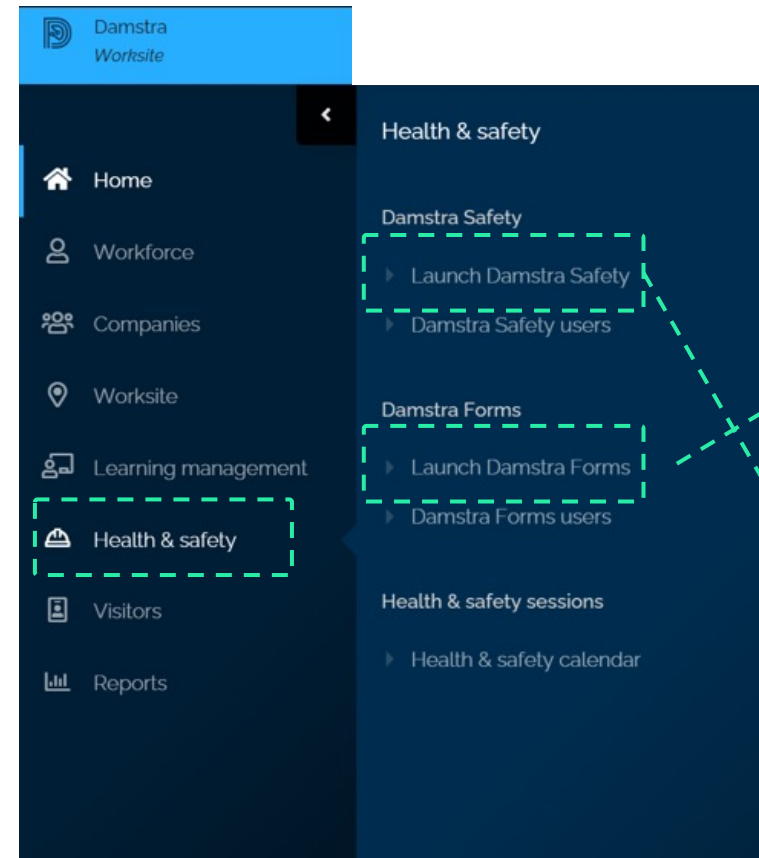 Damstra
Worksite
Home
Workforce
Companies
Worksite
Learning management
Health & safety
Visitors
Reports
Health & safety
Damstra Safety
Launch Damstra Safety
Damstra Safety users
Damstra Forms
Launch Damstra Forms
Damstra Forms users
Health & safety sessions
Health & safety calendar